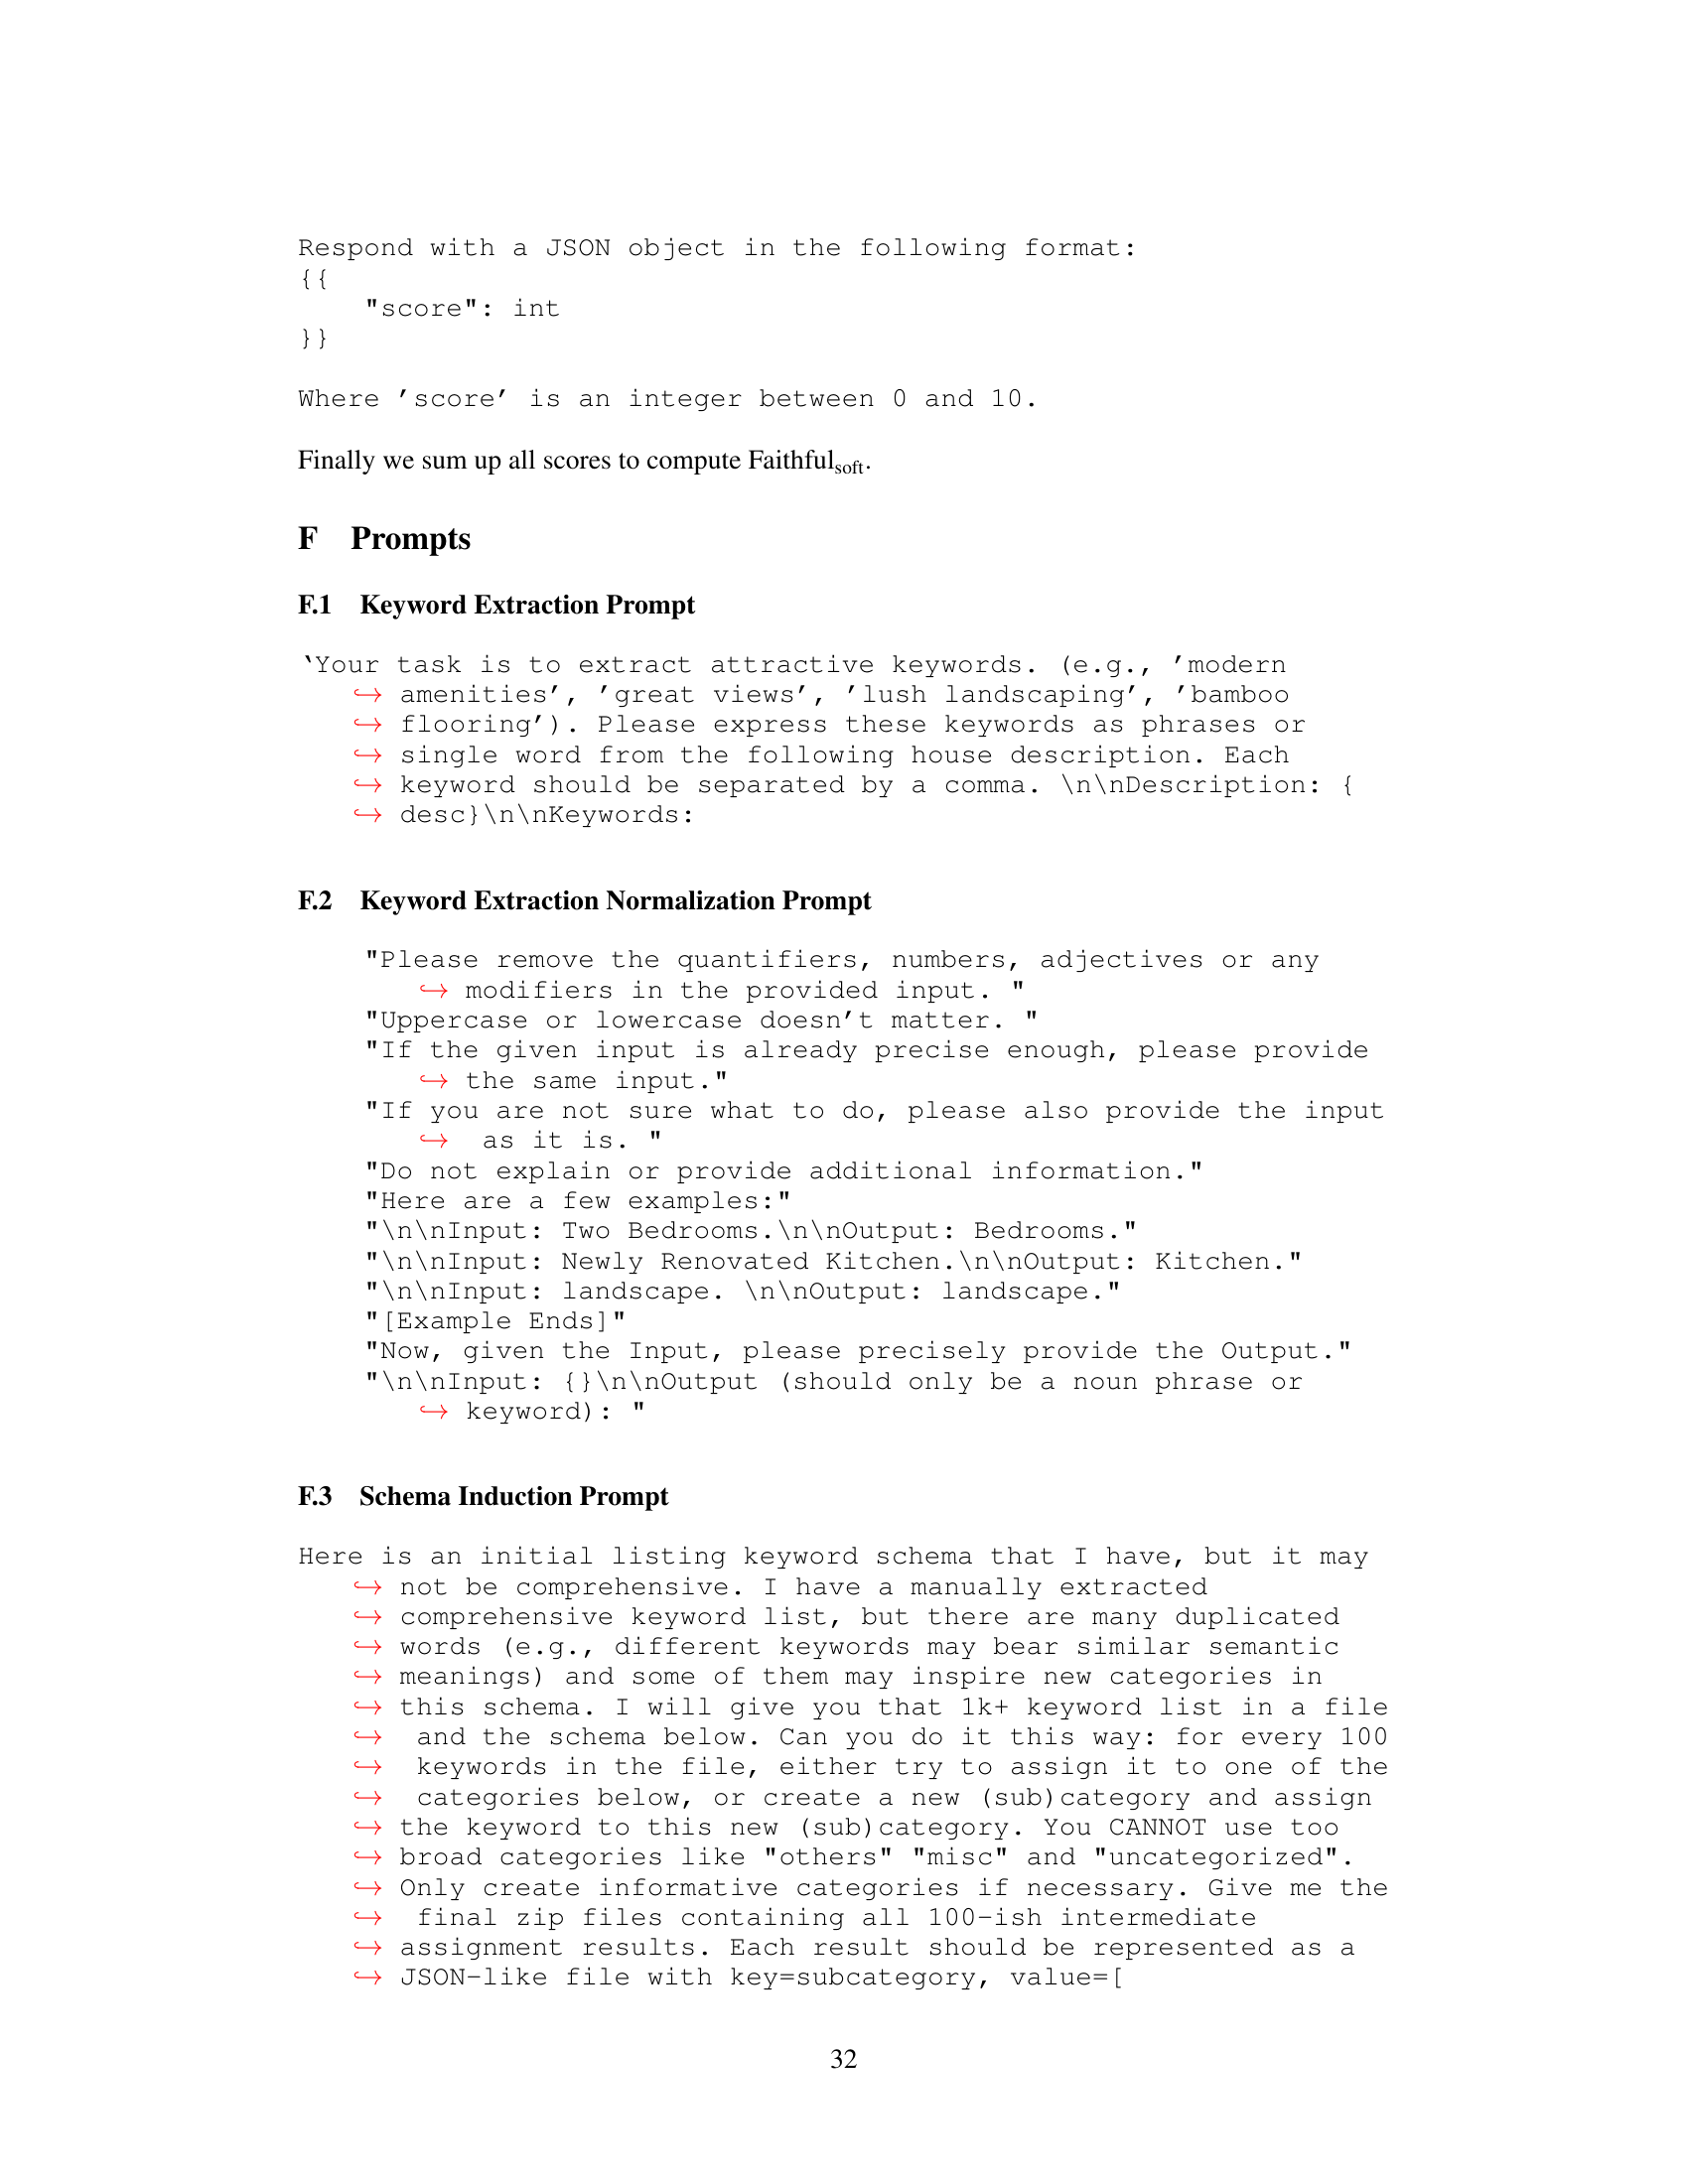 Respond with a JSON object in the following format:
{{
    "score": int
}}
Where ’score’ is an integer between 0 and 10.
Finally we sum up all scores to compute Faithfulsoft.
F Prompts
F.1 Keyword Extraction Prompt
‘Your task is to extract attractive keywords. (e.g., ’modern
↪ amenities’, ’great views’, ’lush landscaping’, ’bamboo
↪ flooring’). Please express these keywords as phrases or
↪ single word from the following house description. Each
↪ keyword should be separated by a comma. \n\nDescription: {
↪ desc}\n\nKeywords:
F.2 Keyword Extraction Normalization Prompt
"Please remove the quantifiers, numbers, adjectives or any
↪ modifiers in the provided input. "
"Uppercase or lowercase doesn’t matter. "
"If the given input is already precise enough, please provide
↪ the same input."
"If you are not sure what to do, please also provide the input
↪ as it is. "
"Do not explain or provide additional information."
"Here are a few examples:"
"\n\nInput: Two Bedrooms.\n\nOutput: Bedrooms."
"\n\nInput: Newly Renovated Kitchen.\n\nOutput: Kitchen."
"\n\nInput: landscape. \n\nOutput: landscape."
"[Example Ends]"
"Now, given the Input, please precisely provide the Output."
"\n\nInput: {}\n\nOutput (should only be a noun phrase or
↪ keyword): "
F.3 Schema Induction Prompt
Here is an initial listing keyword schema that I have, but it may
↪ not be comprehensive. I have a manually extracted
↪ comprehensive keyword list, but there are many duplicated
↪ words (e.g., different keywords may bear similar semantic
↪ meanings) and some of them may inspire new categories in
↪ this schema. I will give you that 1k+ keyword list in a file
↪ and the schema below. Can you do it this way: for every 100
↪ keywords in the file, either try to assign it to one of the
↪ categories below, or create a new (sub)category and assign
↪ the keyword to this new (sub)category. You CANNOT use too
↪ broad categories like "others" "misc" and "uncategorized".
↪ Only create informative categories if necessary. Give me the
↪ final zip files containing all 100-ish intermediate
↪ assignment results. Each result should be represented as a
↪ JSON-like file with key=subcategory, value=[
32